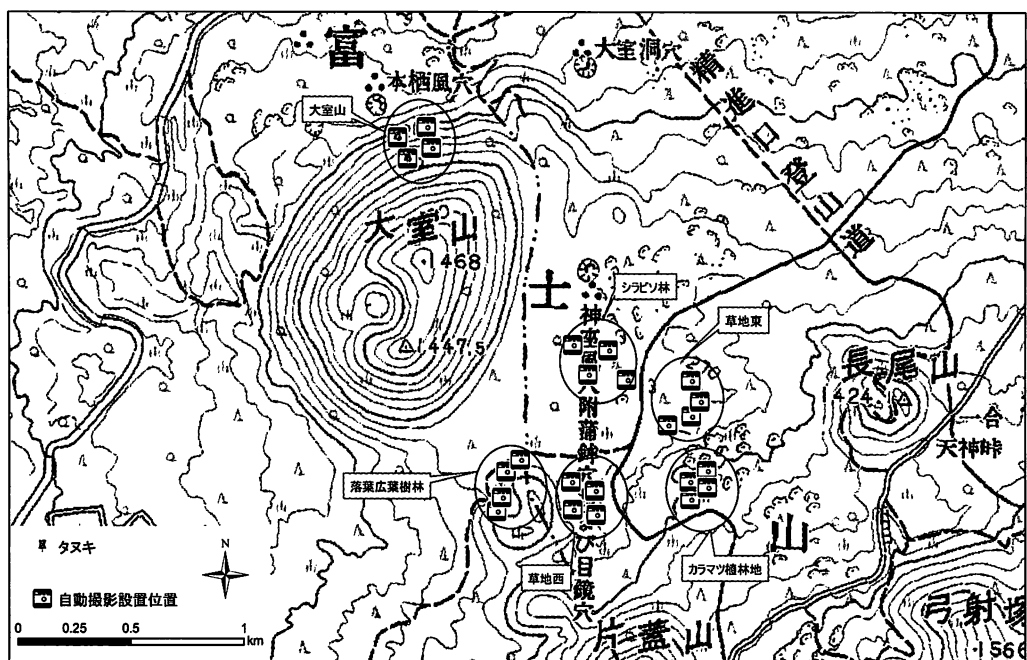 富
大室洞穴
本栖風穴
精進口登山道
大室山
大室山
1468
1447.5
士
シラビソ林
神座風穴附蒲鉾穴及び目鏡穴
草地東
長尾山
424
一合
天神峠
落葉広葉樹林
草地西
カラマツ植林地
山
片蓋山
弓射塚
1566
タヌキ
N
自動撮影設置位置
0 0.25 0.5 1 km